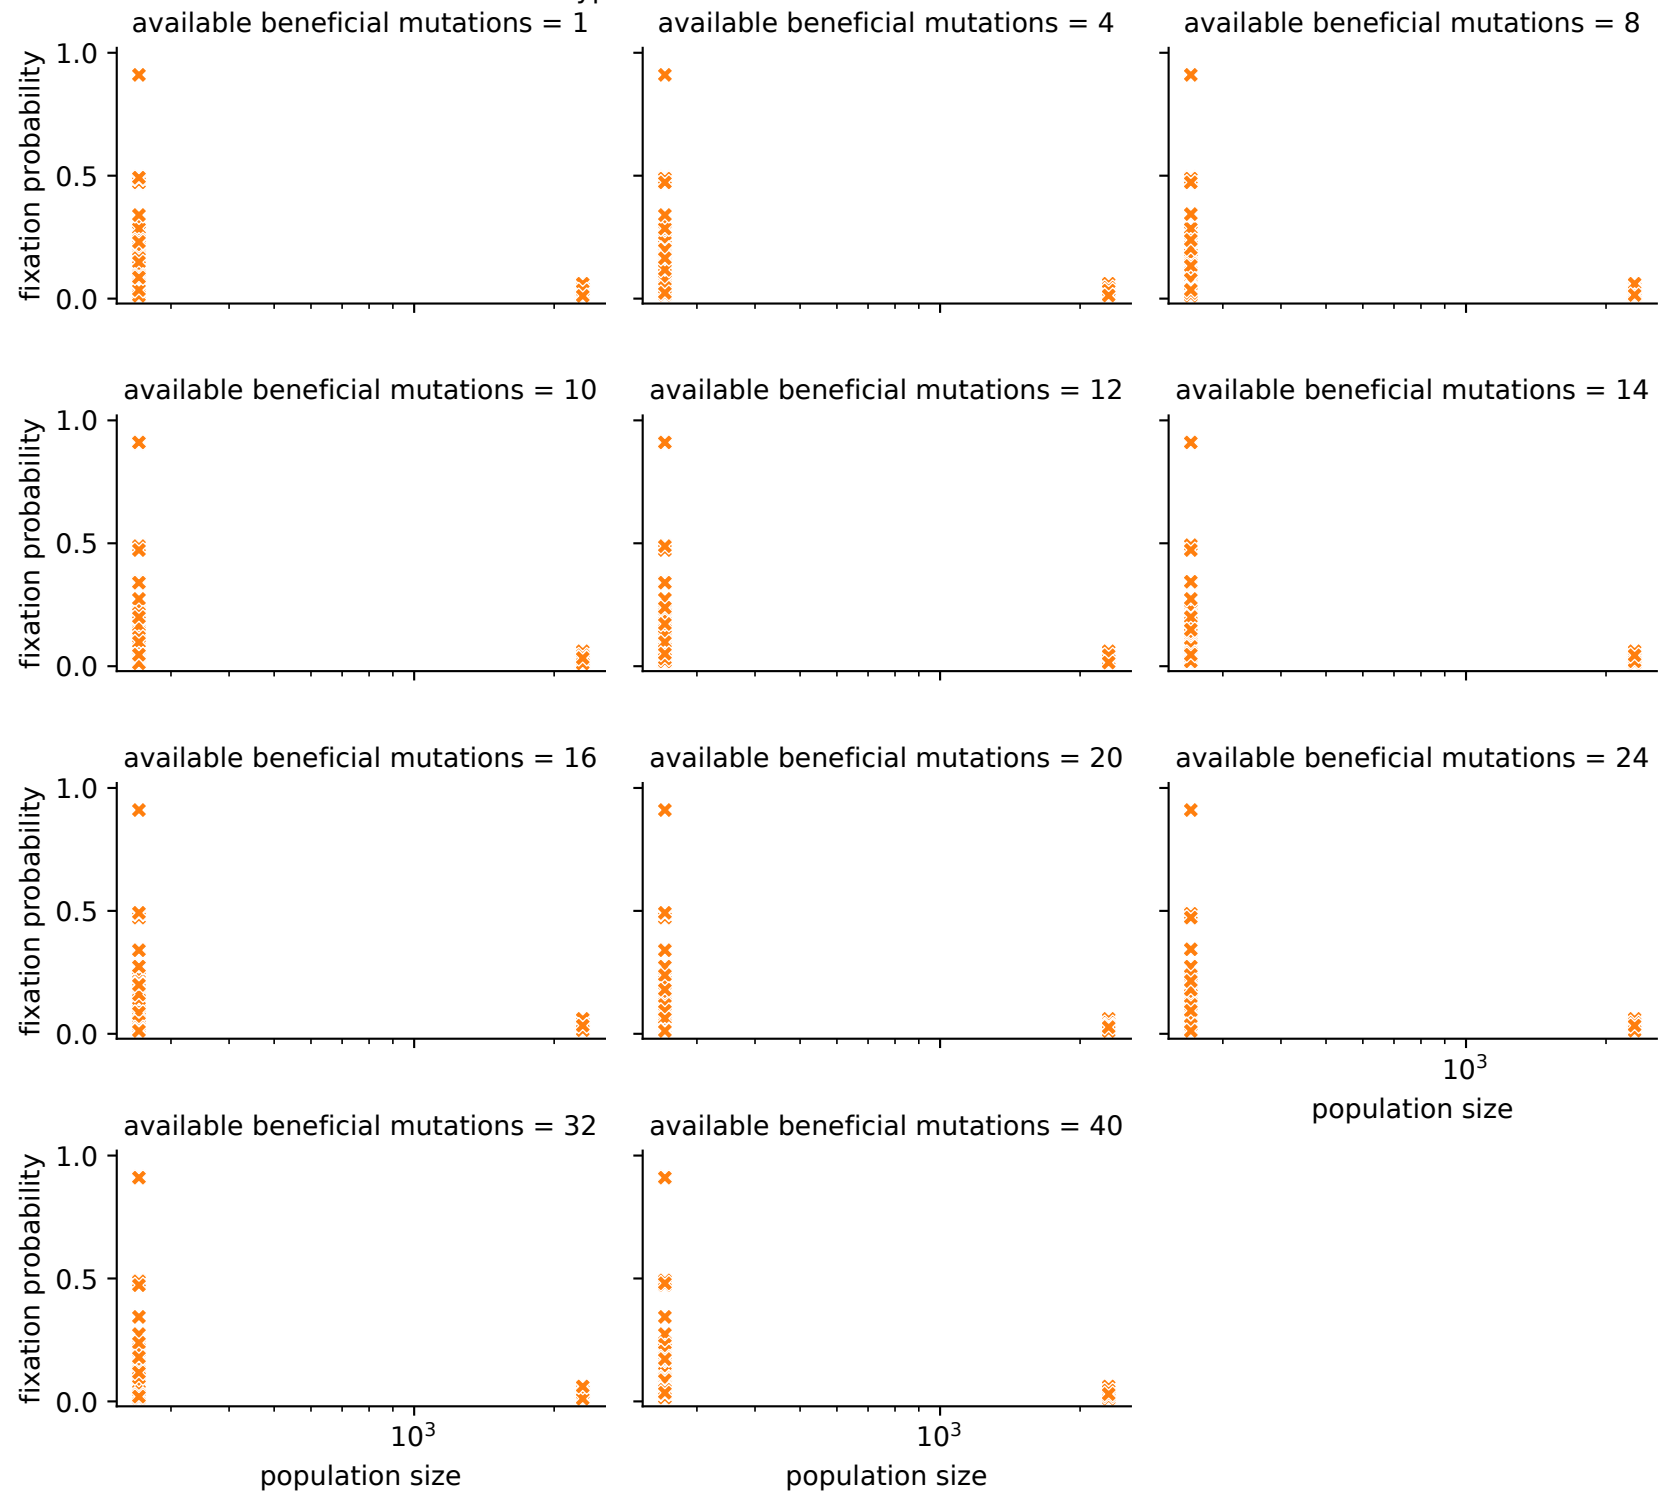 available beneficial mutations = 1
available beneficial mutations = 4
available beneficial mutations = 8
fixation probability
1.0
0.5
0.0
available beneficial mutations = 10
available beneficial mutations = 12
available beneficial mutations = 14
fixation probability
1.0
0.5
0.0
available beneficial mutations = 16
available beneficial mutations = 20
available beneficial mutations = 24
fixation probability
1.0
0.5
0.0
10³
population size
available beneficial mutations = 32
available beneficial mutations = 40
fixation probability
1.0
0.5
0.0
10³
10³
population size
population size